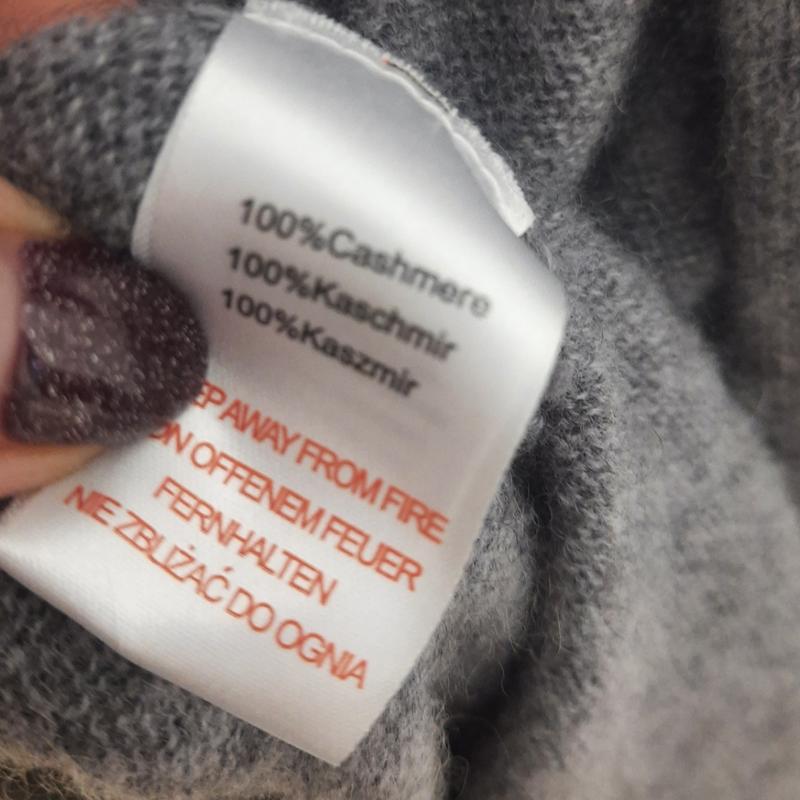 100%Cashmere
100%Kaschmir
100%Kaszmir
AWAY FROM FIRE
OFFENEM FEUER
FERNHALTEN
NIE ZBLIŻAĆ DO OGNIA